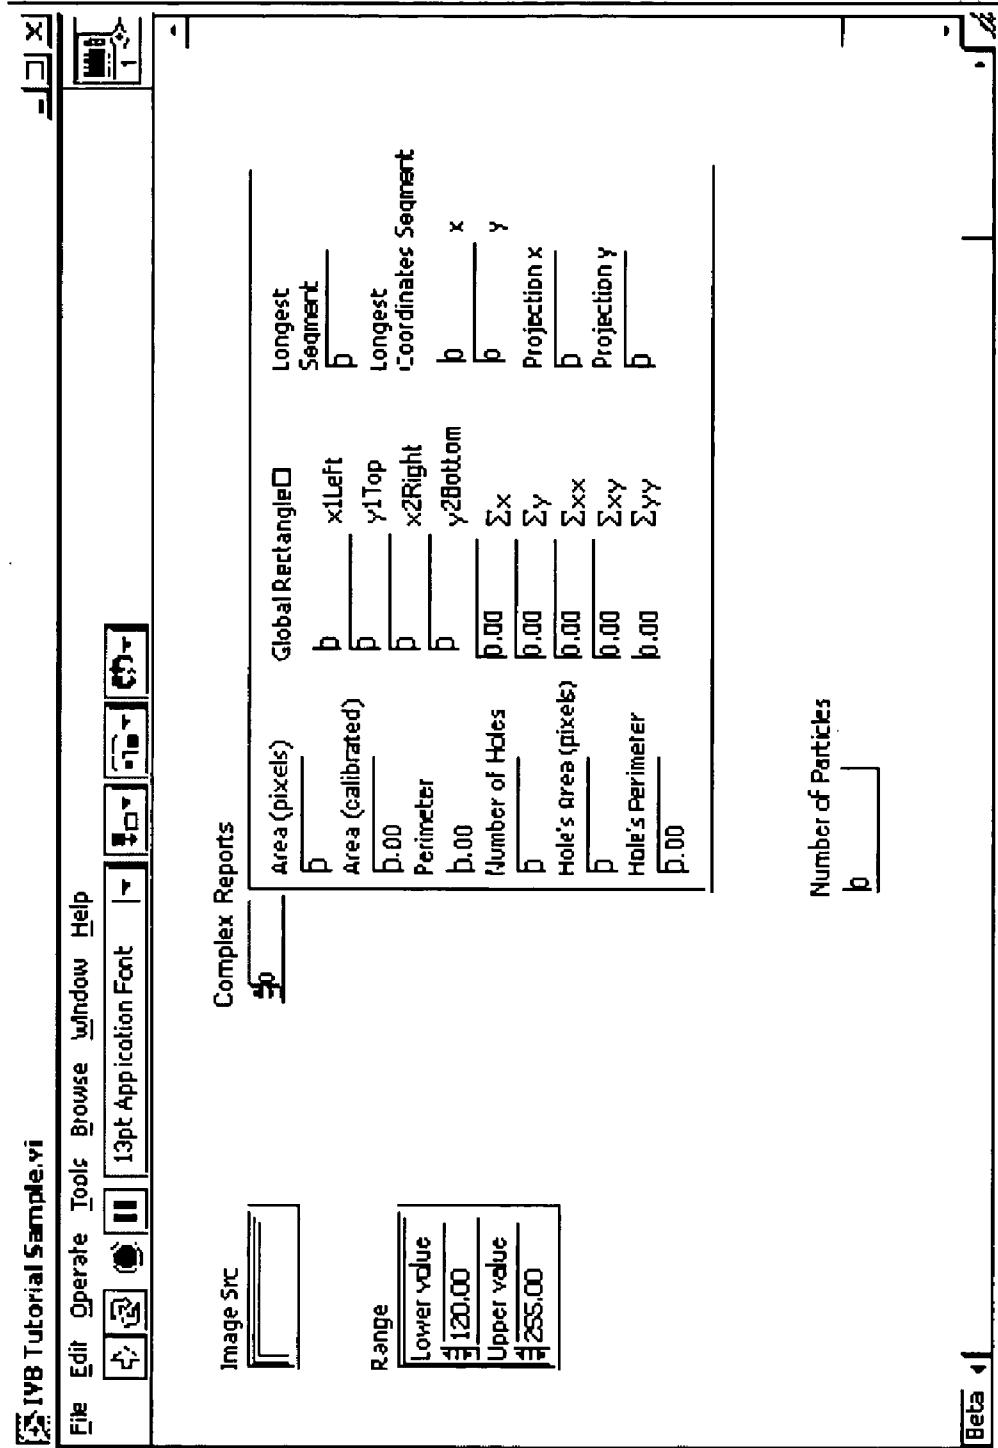 IVB Tutorial Sample.vi
File Edit Operate Tools Browse Window Help
13pt Application Font
1
Image Src
Range
Lower value
120.00
Upper value
255.00
Complex Reports
0
Area (pixels)
0
Area (calibrated)
0.00
Perimeter
0.00
Number of Holes
0
Hole's Area (pixels)
0
Hole's Perimeter
0.00
Global Rectangle
0 x1Left
0 y1Top
0 x2Right
0 y2Bottom
0.00 Σx
0.00 Σy
0.00 Σxx
0.00 Σxy
0.00 Σyy
Longest
Segment
0
Longest
Coordinates Segment
0 x
0 y
Projection x
0
Projection y
0
Number of Particles
0
Beta